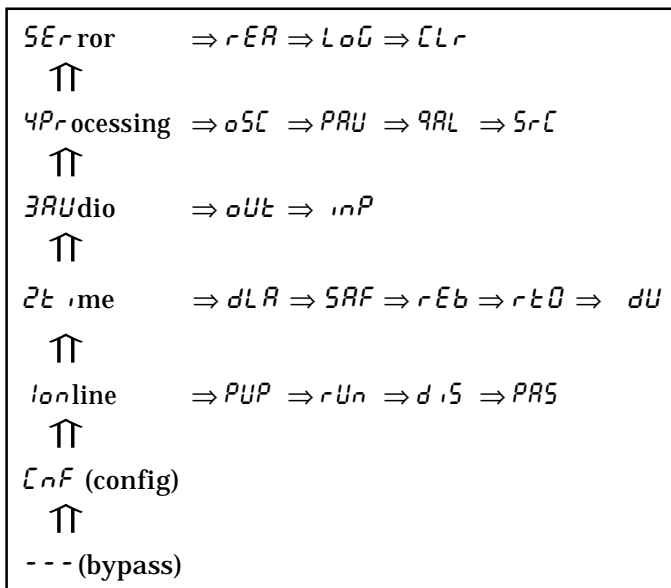 5Error ⇒ rEA ⇒ LoG ⇒ CLr
⇑
4Processing ⇒ oSC ⇒ PAU ⇒ qAL ⇒ SrC
⇑
3AUdio ⇒ oUt ⇒ inP
⇑
2time ⇒ dLA ⇒ SAF ⇒ rEb ⇒ rt0 ⇒ dU
⇑
1online ⇒ PUP ⇒ rUn ⇒ diS ⇒ PAS
⇑
CnF (config)
⇑
--- (bypass)